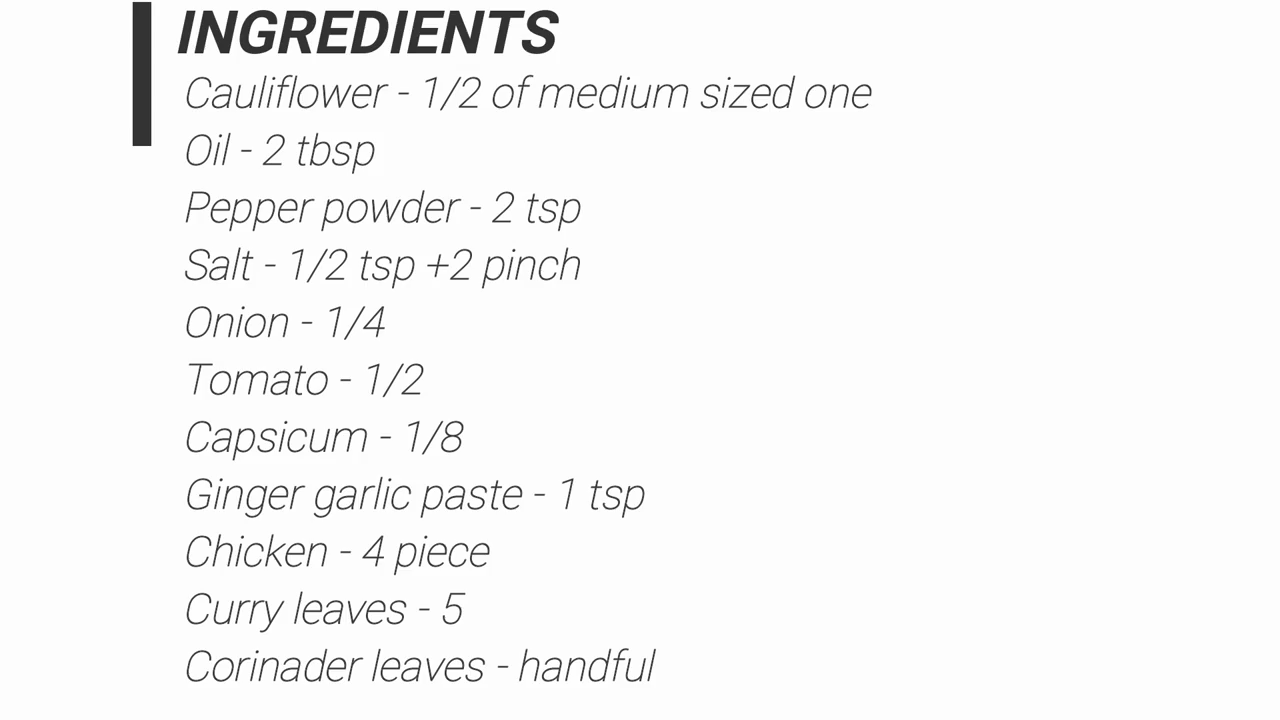 INGREDIENTS
Cauliflower - 1/2 of medium sized one
Oil - 2 tbsp
Pepper powder - 2 tsp
Salt - 1/2 tsp +2 pinch
Onion - 1/4
Tomato - 1/2
Capsicum - 1/8
Ginger garlic paste - 1 tsp
Chicken - 4 piece
Curry leaves - 5
Corinader leaves - handful